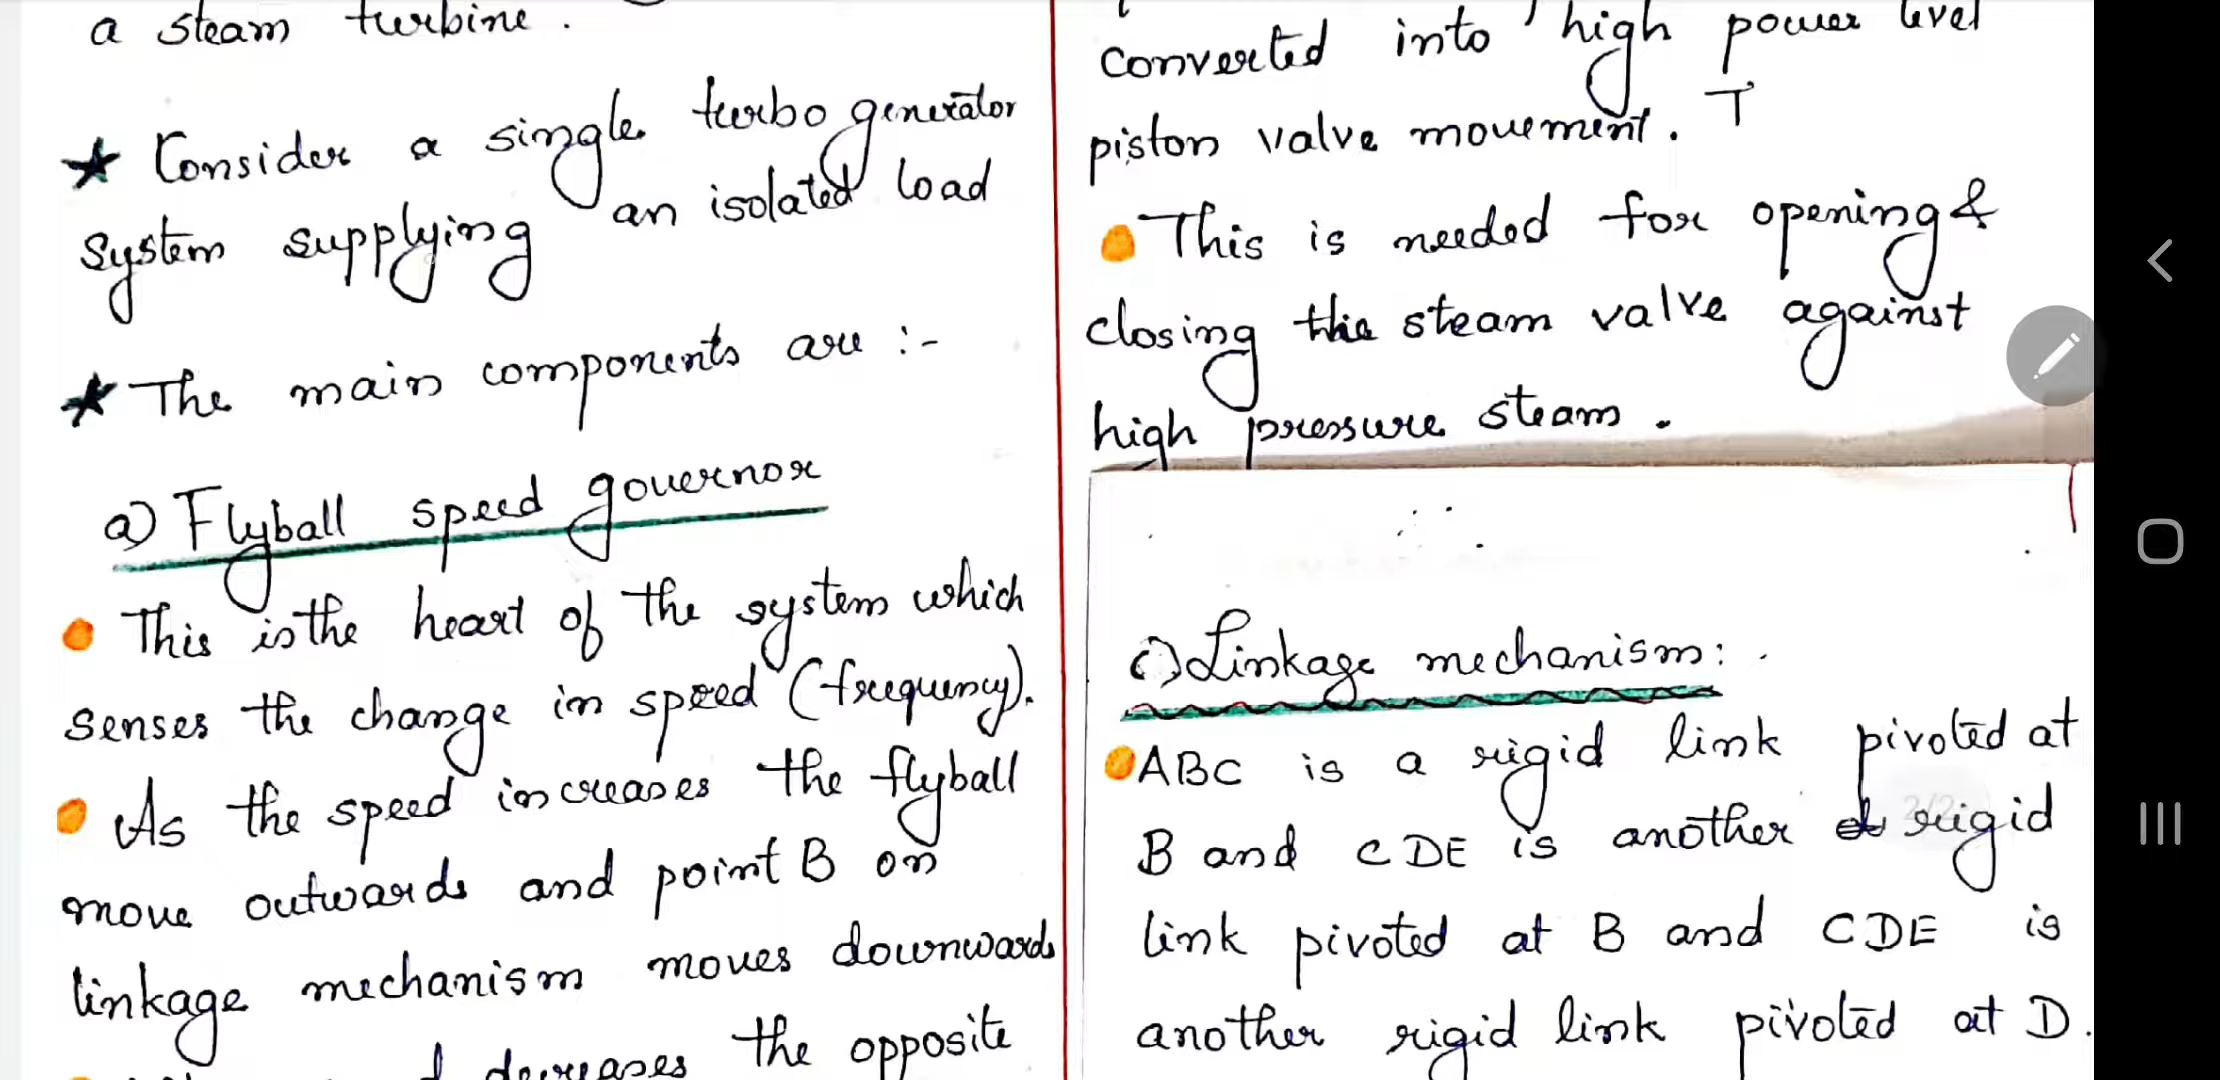 a steam turbine.
★ Consider a single turbo generator
system supplying an isolated load
★ The main components are :-
a) Flyball speed governor
This is the heart of the system which
senses the change in speed (frequency).
As the speed increases the flyball
move outwards and point B on
linkage mechanism moves downwards
decreases the opposite
converted into high power level
piston valve movement. T
This is needed for opening &
closing the steam valve against
high pressure steam.
c) Linkage mechanism:
ABC is a rigid link pivoted at
B and CDE is another rigid
link pivoted at B and CDE is
another rigid link pivoted at D.